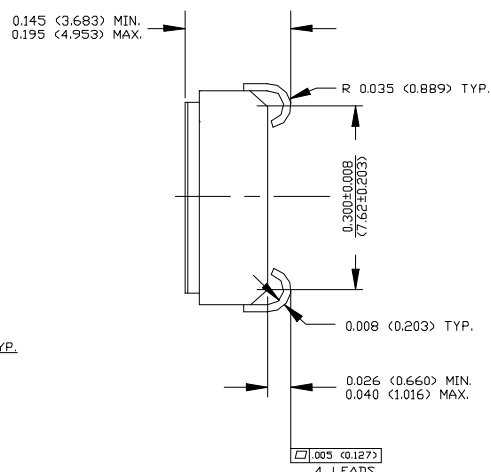 0.145 (3.683) MIN.
0.195 (4.953) MAX.
R 0.035 (0.889) TYP.
0.300±0.008
(7.62±0.203)
0.008 (0.203) TYP.
YP.
0.026 (0.660) MIN.
0.040 (1.016) MAX.
.005 (0.127)
4 LEADS